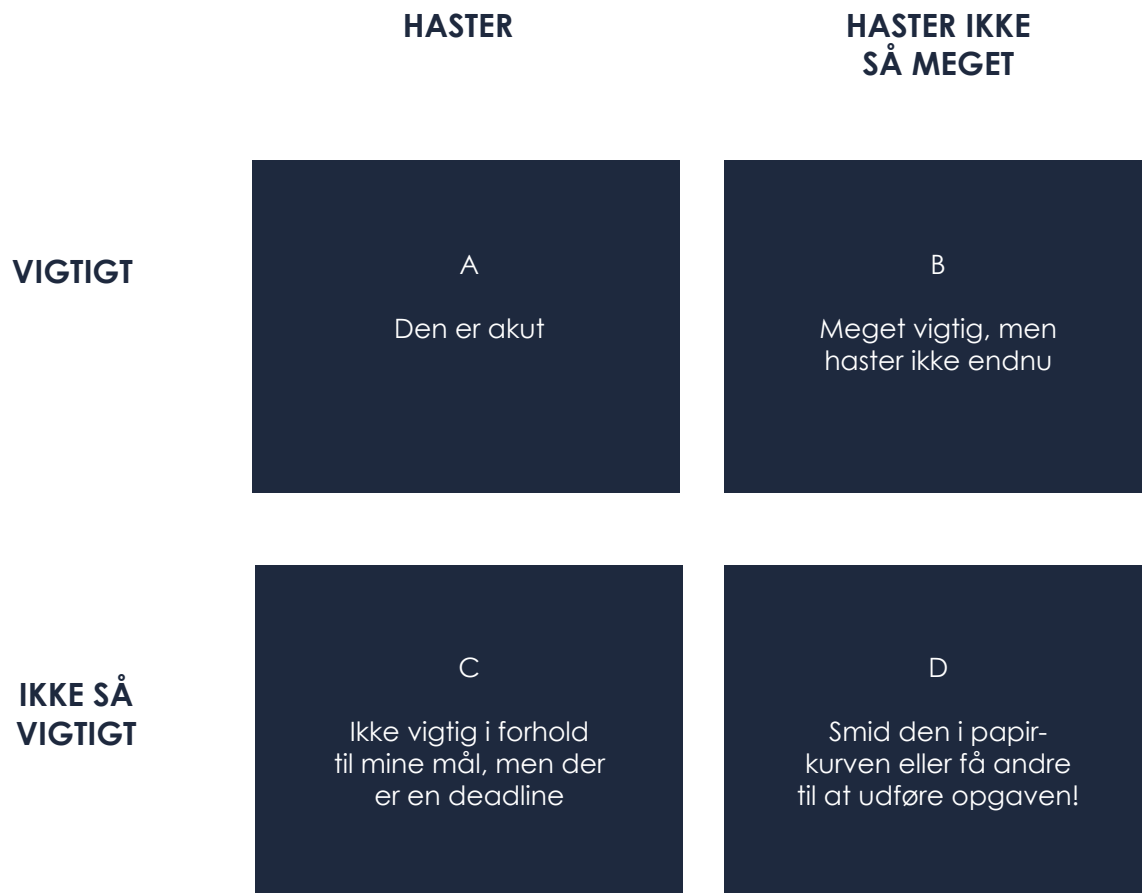 HASTER
HASTER IKKE
SÅ MEGET
VIGTIGT
A
Den er akut
B
Meget vigtig, men
haster ikke endnu
IKKE SÅ
VIGTIGT
C
Ikke vigtig i forhold
til mine mål, men der
er en deadline
D
Smid den i papir-
kurven eller få andre
til at udføre opgaven!